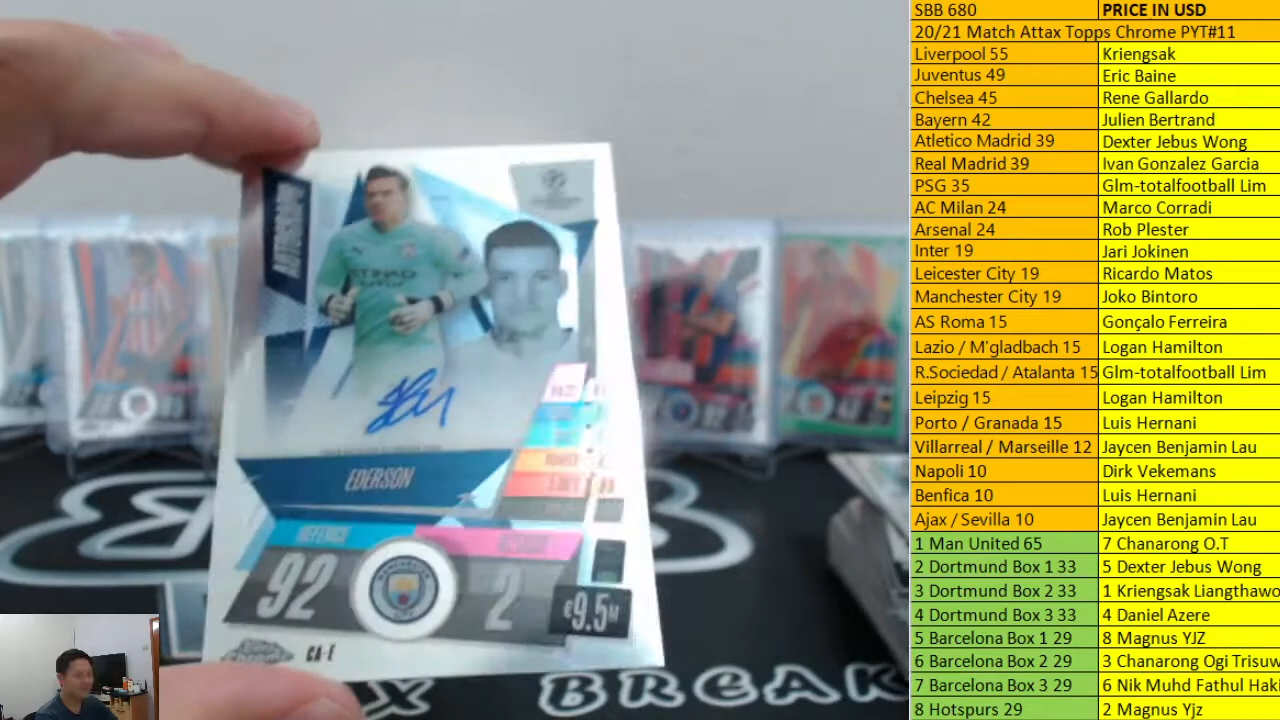 AUTOGRAPH
ETIHAD
EDERSON
DEFENCE
92
2
€9.5M
CA-E
BOX BREAK
SBB 680 PRICE IN USD
20/21 Match Attax Topps Chrome PYT#11
Liverpool 55 Kriengsak
Juventus 49 Eric Baine
Chelsea 45 Rene Gallardo
Bayern 42 Julien Bertrand
Atletico Madrid 39 Dexter Jebus Wong
Real Madrid 39 Ivan Gonzalez Garcia
PSG 35 Glm-totalfootball Lim
AC Milan 24 Marco Corradi
Arsenal 24 Rob Plester
Inter 19 Jari Jokinen
Leicester City 19 Ricardo Matos
Manchester City 19 Joko Bintoro
AS Roma 15 Gonçalo Ferreira
Lazio / M'gladbach 15 Logan Hamilton
R.Sociedad / Atalanta 15 Glm-totalfootball Lim
Leipzig 15 Logan Hamilton
Porto / Granada 15 Luis Hernani
Villarreal / Marseille 12 Jaycen Benjamin Lau
Napoli 10 Dirk Vekemans
Benfica 10 Luis Hernani
Ajax / Sevilla 10 Jaycen Benjamin Lau
1 Man United 65 7 Chanarong O.T
2 Dortmund Box 1 33 5 Dexter Jebus Wong
3 Dortmund Box 2 33 1 Kriengsak Liangthawo
4 Dortmund Box 3 33 4 Daniel Azere
5 Barcelona Box 1 29 8 Magnus YJZ
6 Barcelona Box 2 29 3 Chanarong Ogi Trisuw
7 Barcelona Box 3 29 6 Nik Muhd Fathul Haki
8 Hotspurs 29 2 Magnus Yjz